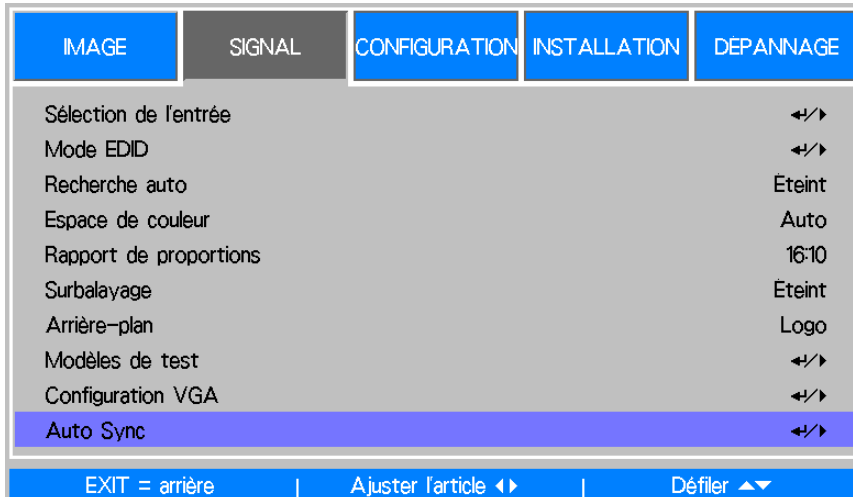 IMAGE SIGNAL CONFIGURATION INSTALLATION DÉPANNAGE
Sélection de l'entrée ↵/▶
Mode EDID ↵/▶
Recherche auto Éteint
Espace de couleur Auto
Rapport de proportions 16:10
Surbalayage Éteint
Arrière-plan Logo
Modèles de test ↵/▶
Configuration VGA ↵/▶
Auto Sync ↵/▶
EXIT = arrière | Ajuster l'article ◀▶ | Défiler ▲▼